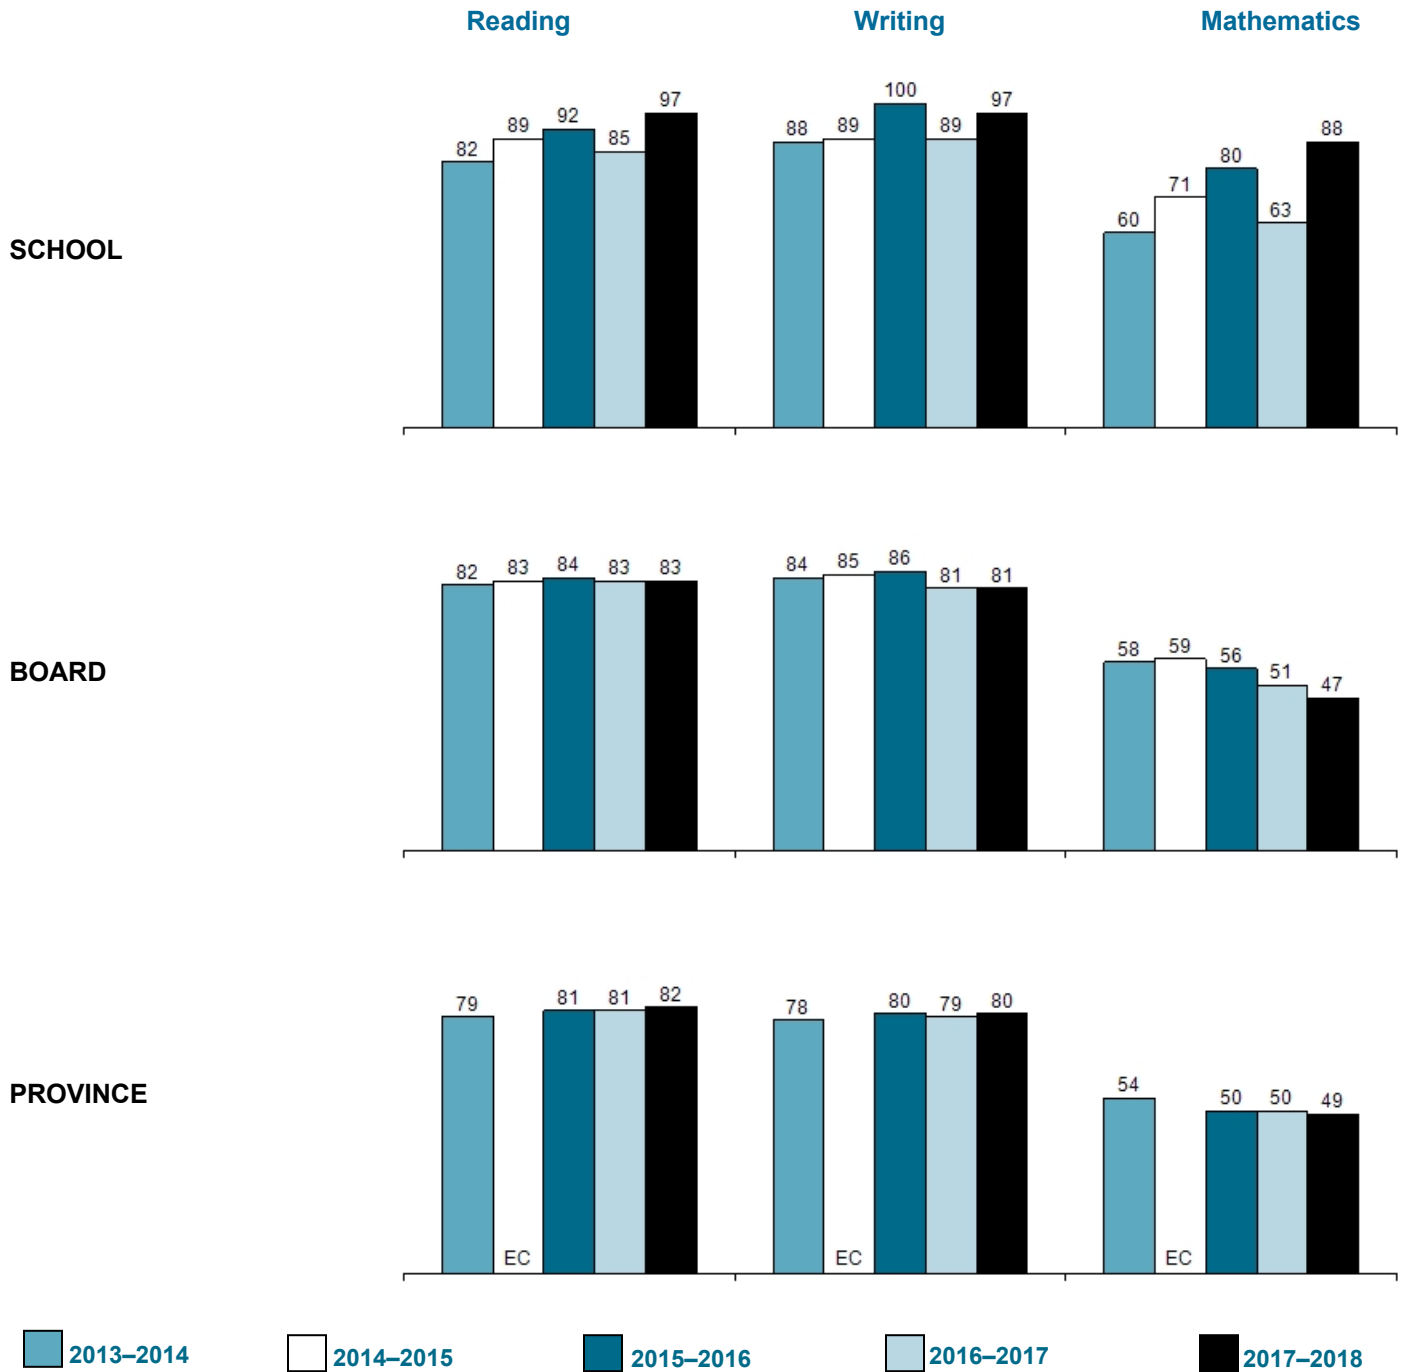 Reading Writing Mathematics
SCHOOL
82 89 92 85 97
88 89 100 89 97
60 71 80 63 88
BOARD
82 83 84 83 83
84 85 86 81 81
58 59 56 51 47
PROVINCE
79 EC 81 81 82
78 EC 80 79 80
54 EC 50 50 49
2013–2014 2014–2015 2015–2016 2016–2017 2017–2018